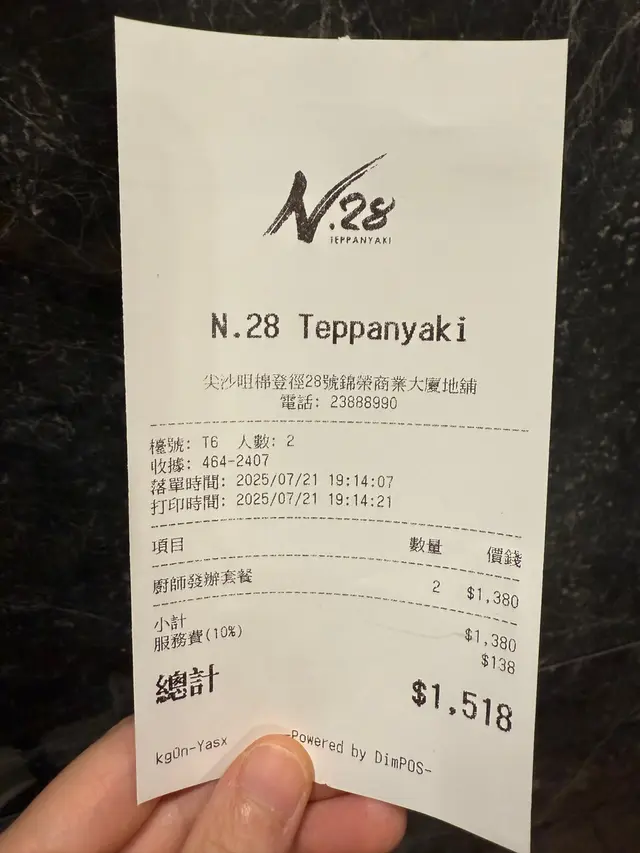 N.28
TEPPANYAKI
N.28 Teppanyaki
尖沙咀棉登徑28號錦榮商業大廈地舖
電話: 23888990
檯號: T6 人數: 2
收據: 464-2407
落單時間: 2025/07/21 19:14:07
打印時間: 2025/07/21 19:14:21
項目 數量 價錢
廚師發辦套餐 2 $1,380
小計 $1,380
服務費(10%) $138
總計 $1,518
kgOn-Yasx -Powered by DimPOS-